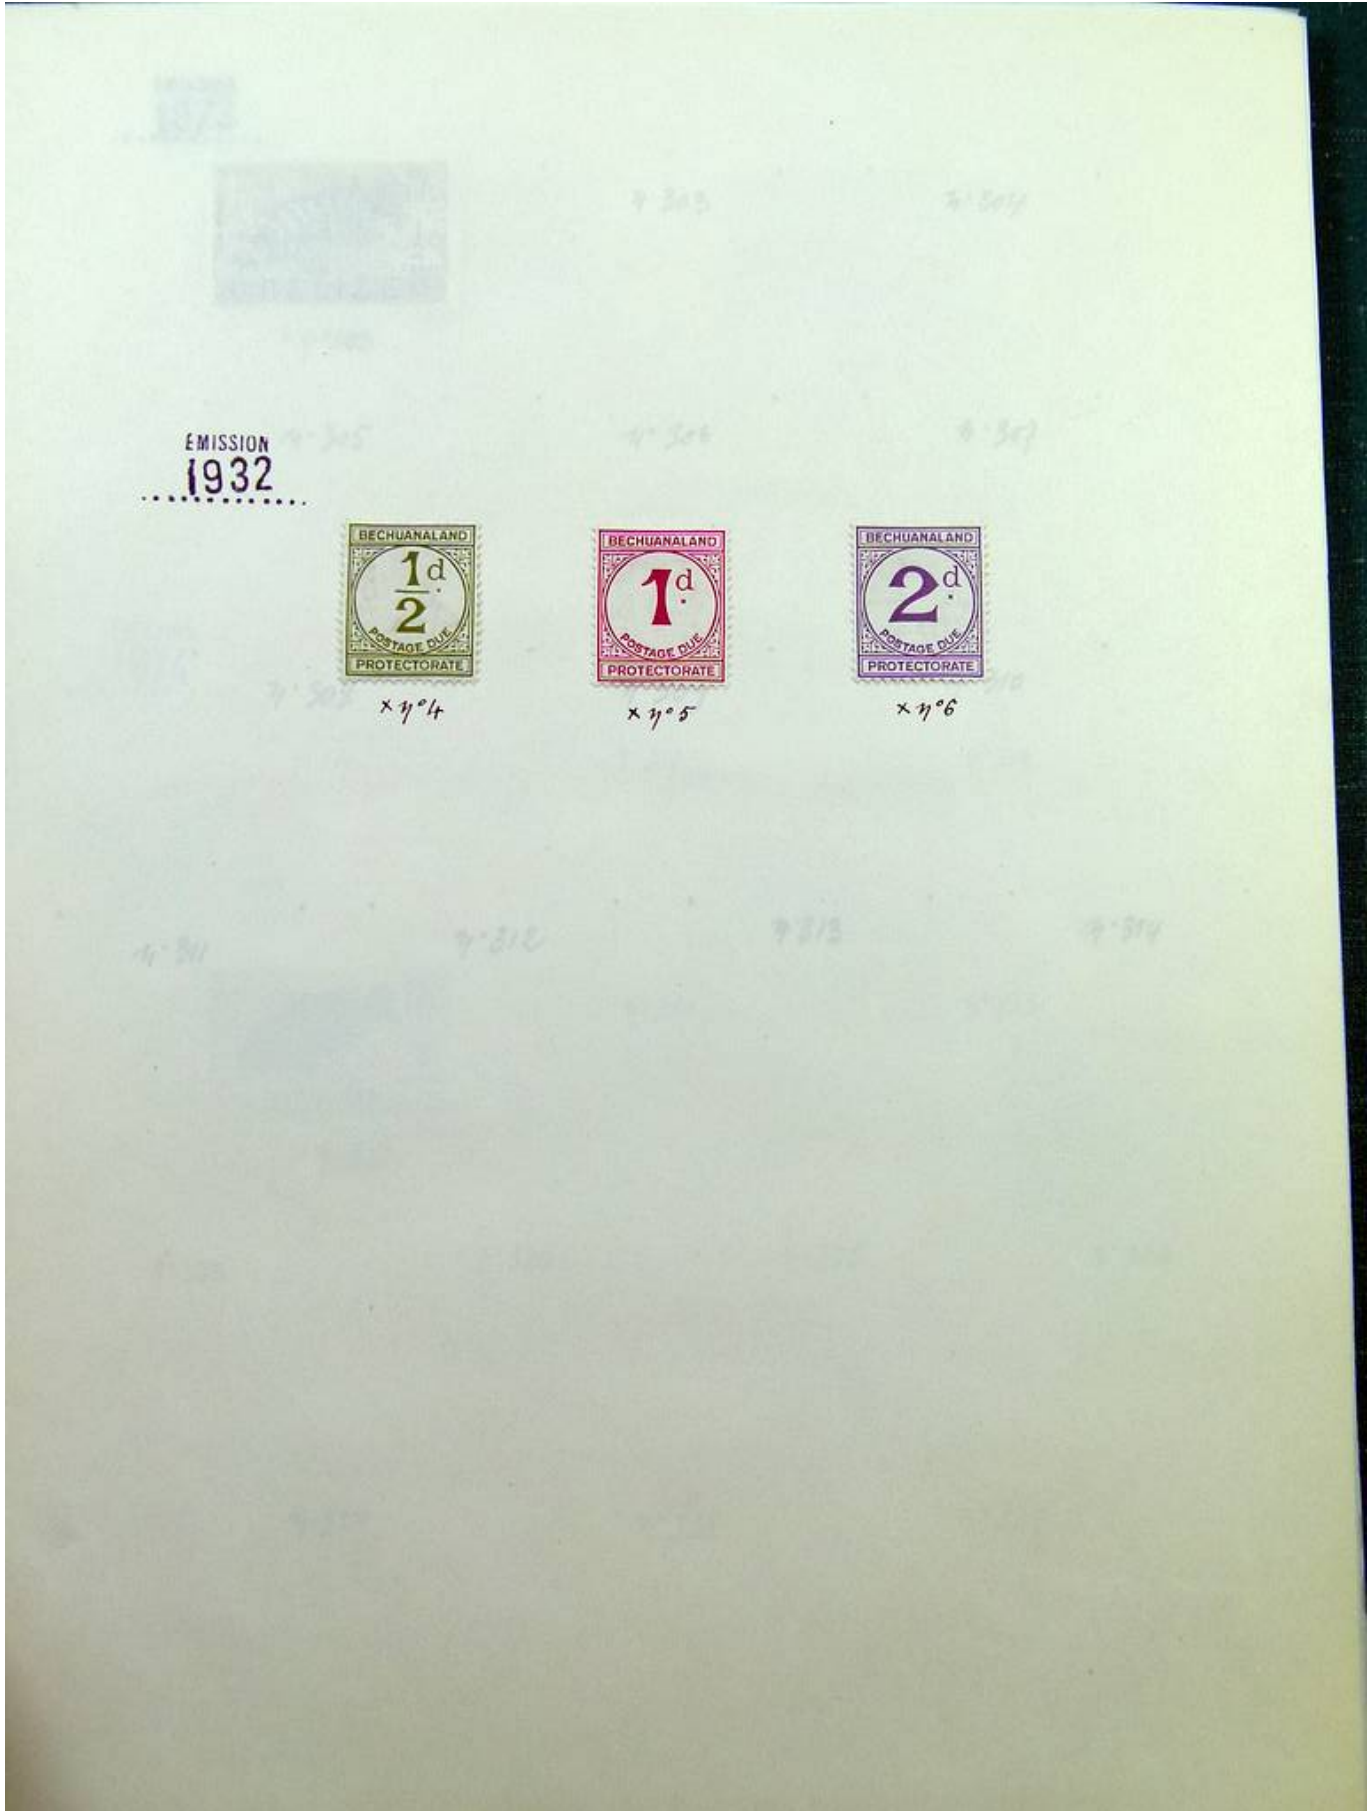 EMISSION
1932
BECHUANALAND
1/2 d.
POSTAGE DUE
PROTECTORATE
x n°4
BECHUANALAND
1d.
POSTAGE DUE
PROTECTORATE
x n°5
BECHUANALAND
2d.
POSTAGE DUE
PROTECTORATE
x n°6